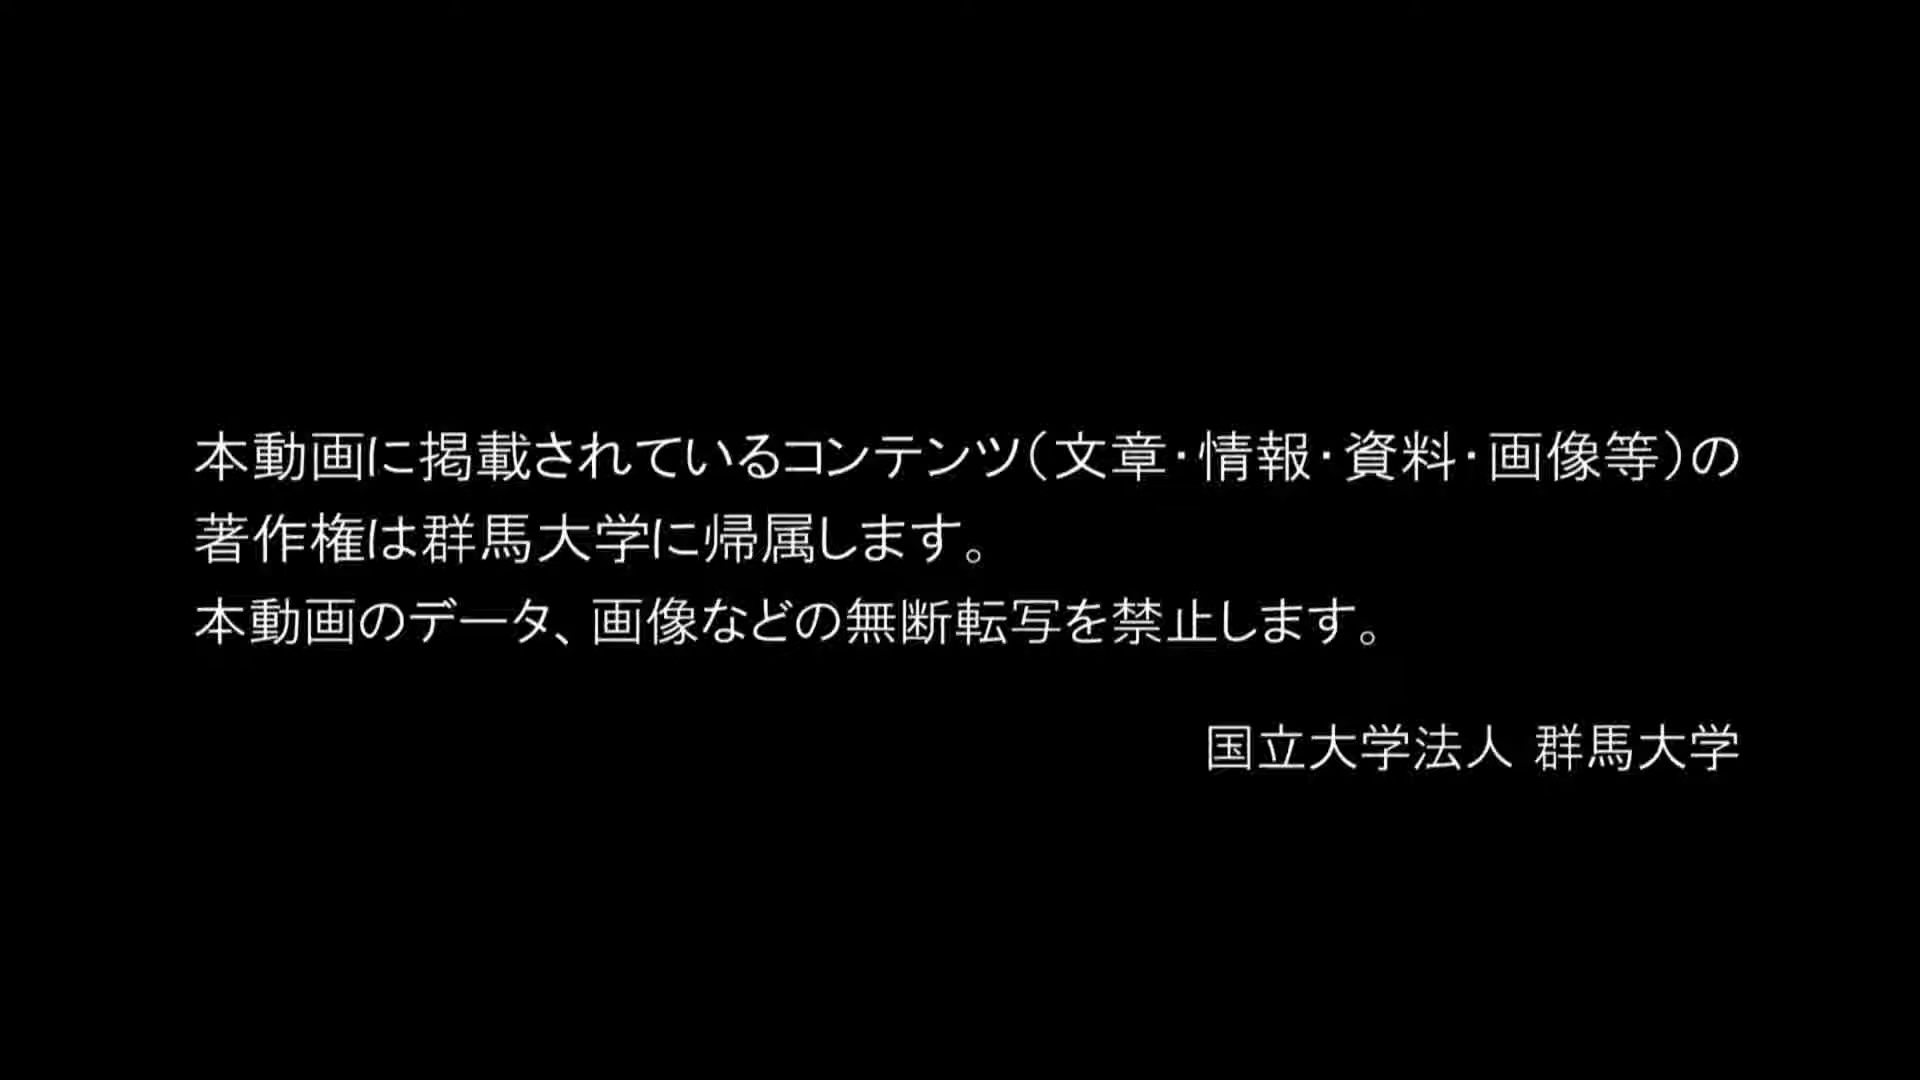 本動画に掲載されているコンテンツ（文章・情報・資料・画像等）の
著作権は群馬大学に帰属します。
本動画のデータ、画像などの無断転写を禁止します。
国立大学法人 群馬大学